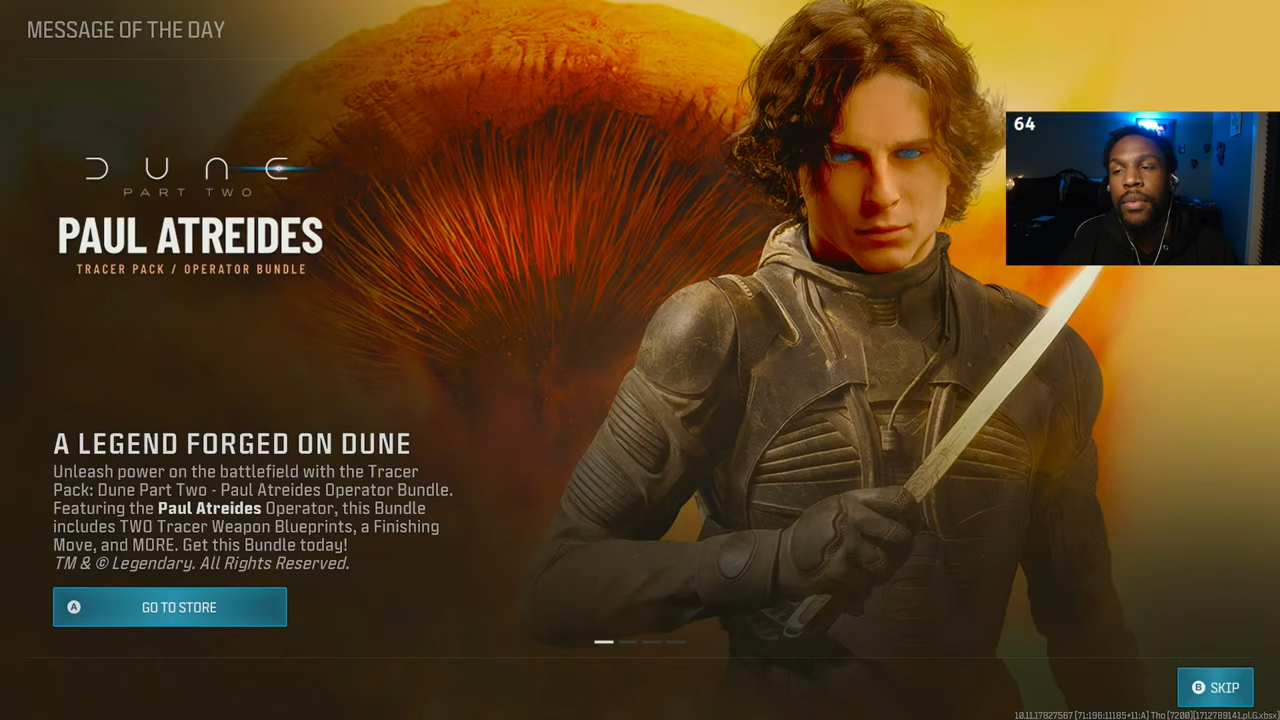 MESSAGE OF THE DAY
64
DUNE
PART TWO
PAUL ATREIDES
TRACER PACK / OPERATOR BUNDLE
A LEGEND FORGED ON DUNE
Unleash power on the battlefield with the Tracer
Pack: Dune Part Two - Paul Atreides Operator Bundle.
Featuring the Paul Atreides Operator, this Bundle
includes TWO Tracer Weapon Blueprints, a Finishing
Move, and MORE. Get this Bundle today!
TM & © Legendary. All Rights Reserved.
A GO TO STORE
B SKIP